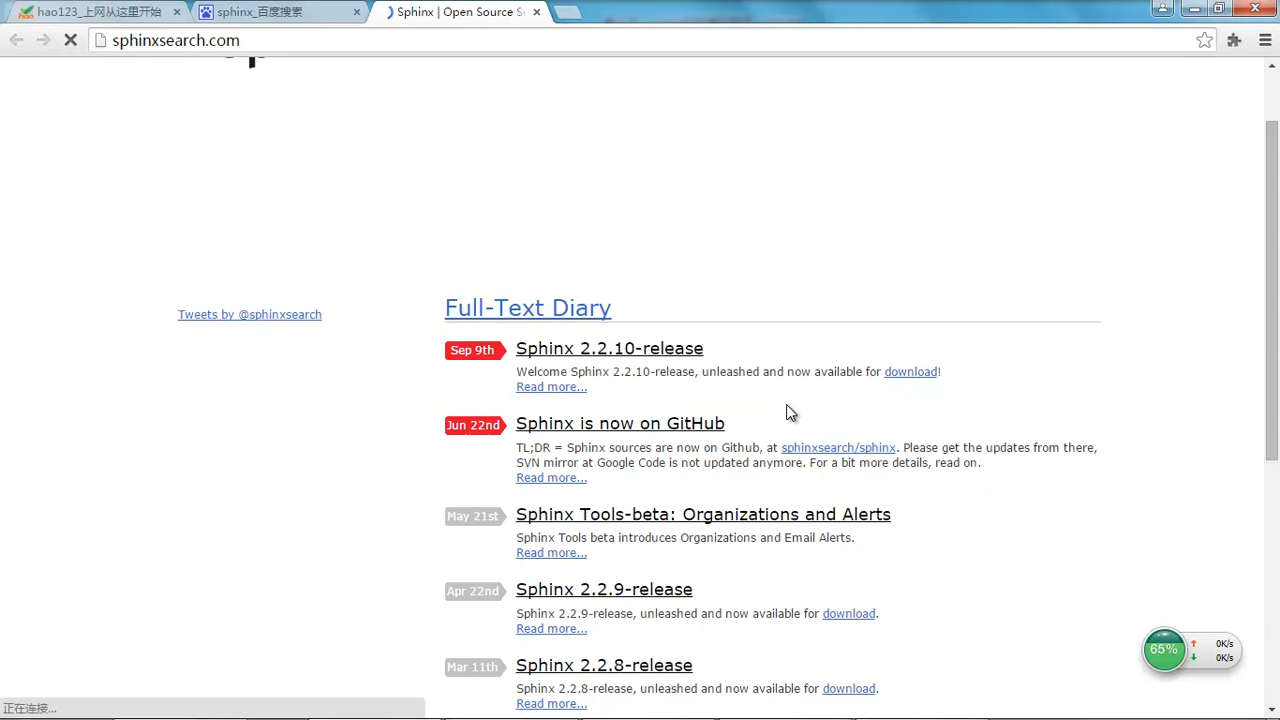 hao123_上网从这里开始
sphinx_百度搜索
Sphinx | Open Source S
sphinxsearch.com
Tweets by @sphinxsearch
Full-Text Diary
Sep 9th
Sphinx 2.2.10-release
Welcome Sphinx 2.2.10-release, unleashed and now available for download!
Read more...
Jun 22nd
Sphinx is now on GitHub
TL;DR = Sphinx sources are now on Github, at sphinxsearch/sphinx. Please get the updates from there,
SVN mirror at Google Code is not updated anymore. For a bit more details, read on.
Read more...
May 21st
Sphinx Tools-beta: Organizations and Alerts
Sphinx Tools beta introduces Organizations and Email Alerts.
Read more...
Apr 22nd
Sphinx 2.2.9-release
Sphinx 2.2.9-release, unleashed and now available for download.
Read more...
Mar 11th
Sphinx 2.2.8-release
Sphinx 2.2.8-release, unleashed and now available for download.
Read more...
65%
0K/s
0K/s
正在连接...